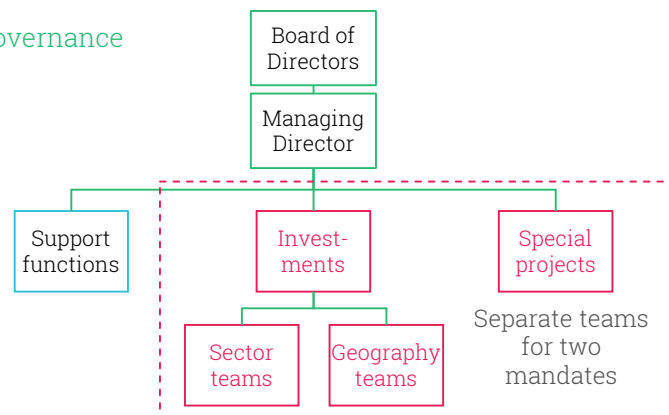 overnance
Board of
Directors
Managing
Director
Support
functions
Invest-
ments
Special
projects
Sector
teams
Geography
teams
Separate teams
for two
mandates